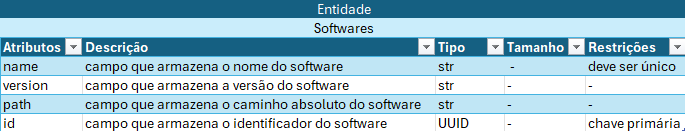 Entidade
Softwares
Atributos Descrição Tipo Tamanho Restrições
name campo que armazena o nome do software str - deve ser único
version campo que armazena a versão do software str - -
path campo que armazena o caminho absoluto do software str - -
id campo que armazena o identificador do software UUID - chave primária